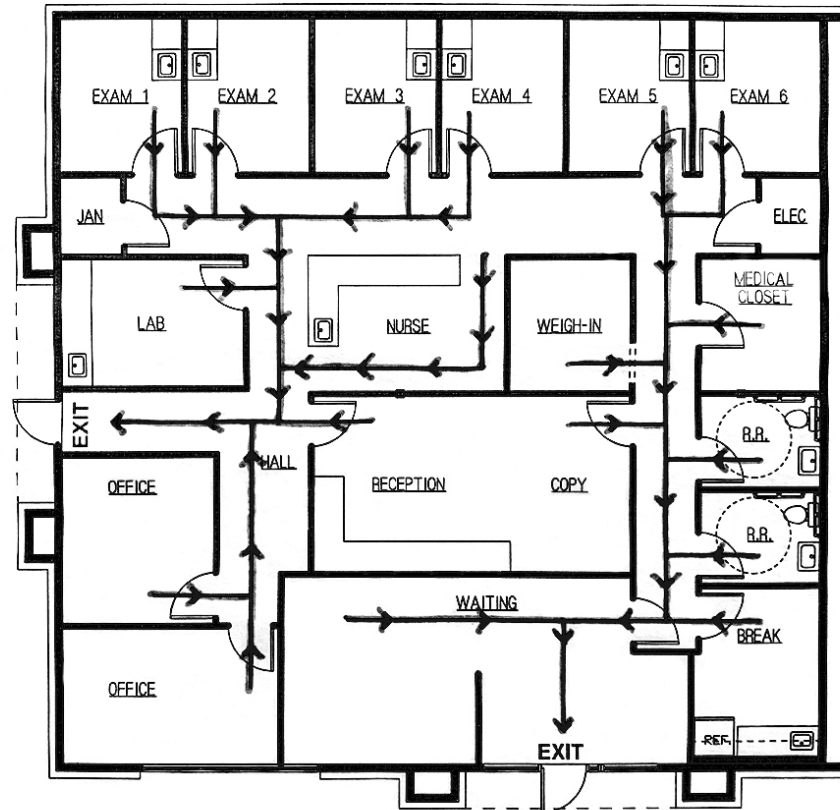 EXAM 1
EXAM 2
EXAM 3
EXAM 4
EXAM 5
EXAM 6
JAN
ELEC
LAB
NURSE
WEIGH-IN
MEDICAL
CLOSET
EXIT
HALL
OFFICE
RECEPTION
COPY
R.R.
R.R.
WAITING
BREAK
OFFICE
REF.
EXIT